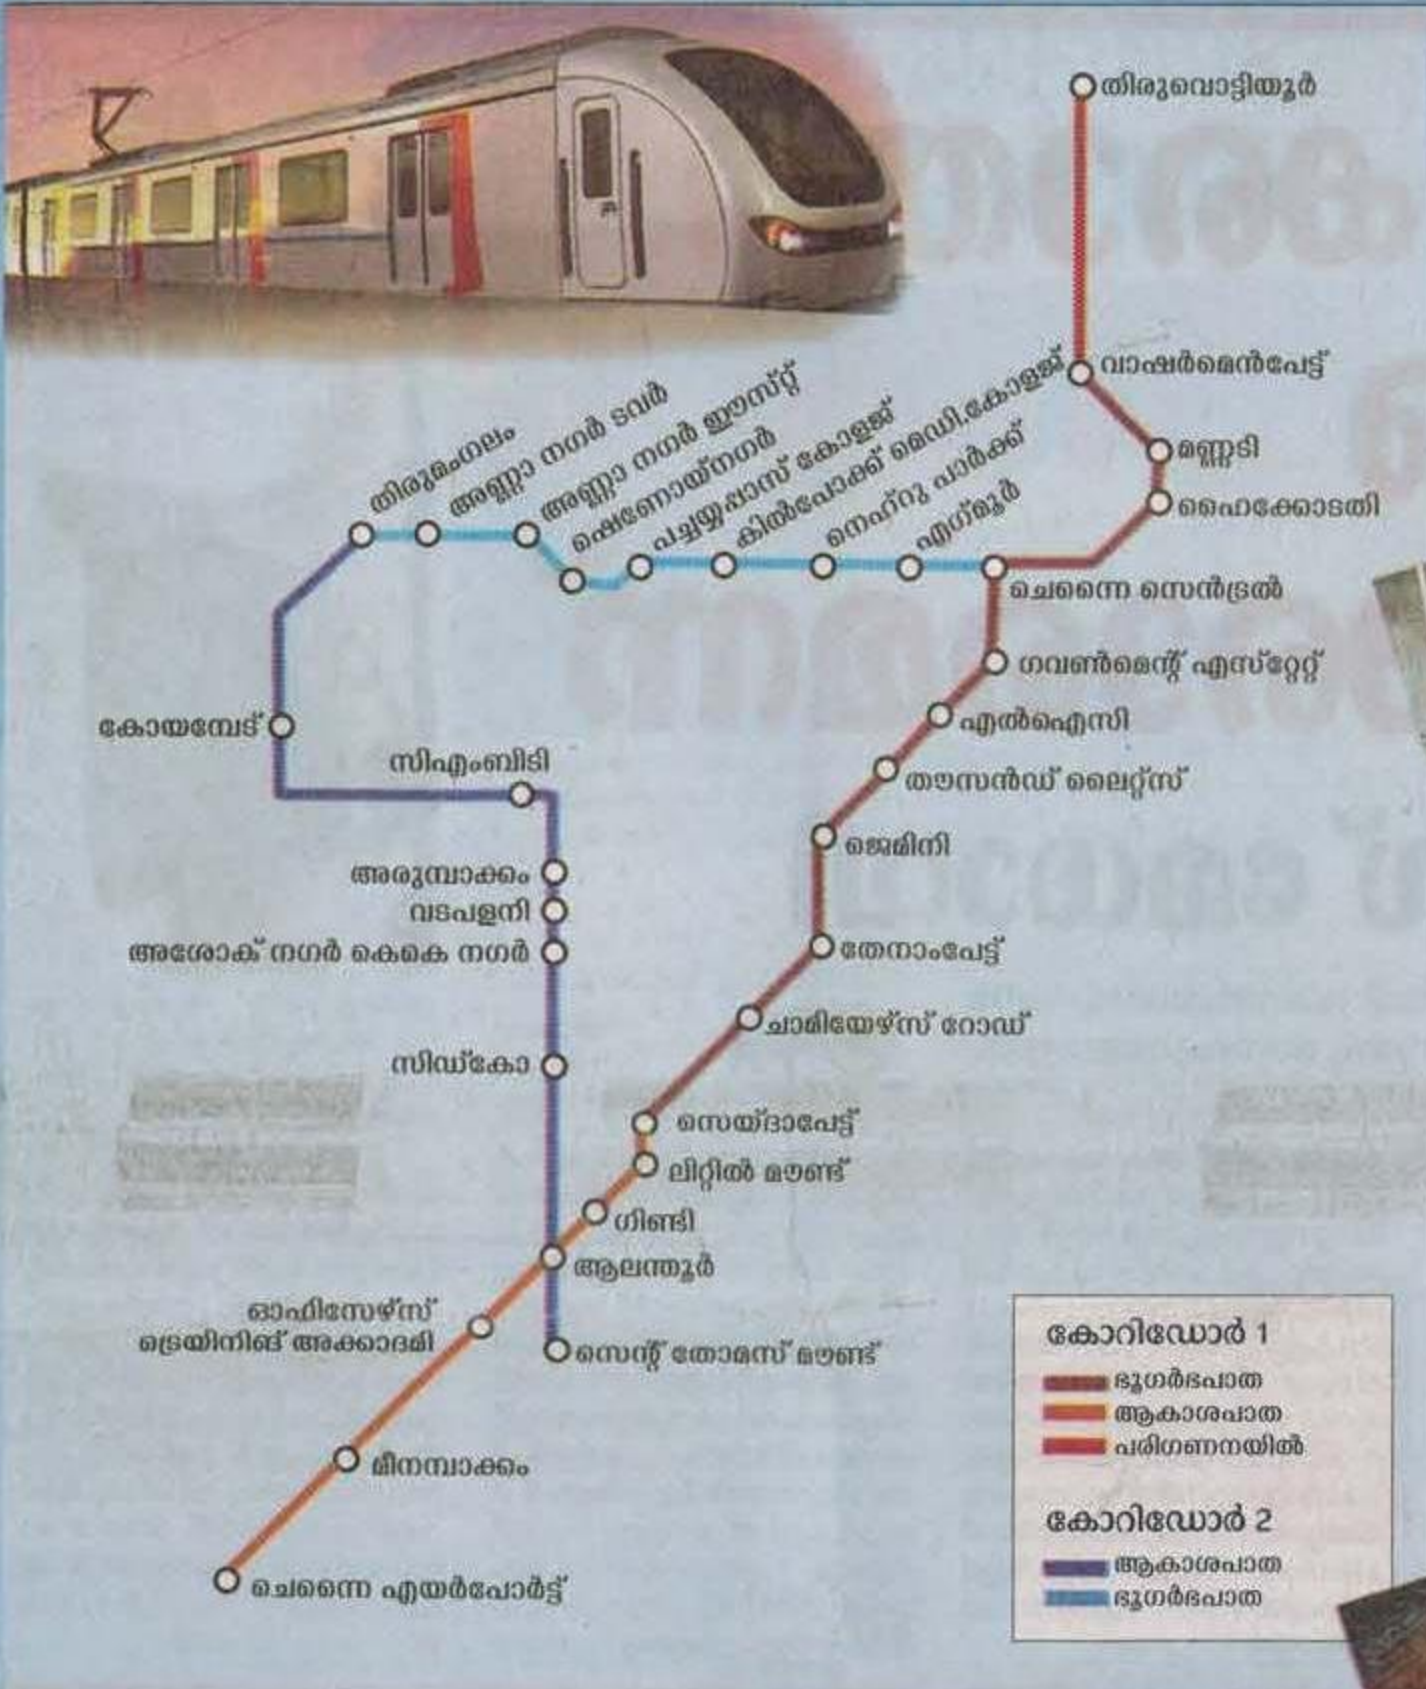 തിരുവൊട്ടിയൂർ
വാഷർമെൻപേട്ട്
മണ്ണടി
ഹൈക്കോടതി
തിരുമംഗലം
അണ്ണാ നഗർ ടവർ
അണ്ണാ നഗർ ഈസ്റ്റ്
ഷെണോയ്നഗർ
പച്ചയ്യപ്പാസ് കോളജ്
കിൽപോക്ക് മെഡി.കോളജ്
നെഹ്റു പാർക്ക്
എഗ്മൂർ
ചെന്നൈ സെൻട്രൽ
ഗവൺമെന്റ് എസ്റ്റേറ്റ്
എൽഐസി
തൗസൻഡ് ലൈറ്റ്സ്
ജെമിനി
തേനാംപേട്ട്
ചാമിയേഴ്സ് റോഡ്
സെയ്ദാപേട്ട്
ലിറ്റിൽ മൗണ്ട്
ഗിണ്ടി
ആലന്തൂർ
സെന്റ് തോമസ് മൗണ്ട്
കോയമ്പേട്
സിഎംബിടി
അരുമ്പാക്കം
വടപളനി
അശോക് നഗർ കെകെ നഗർ
സിഡ്കോ
ഓഫിസേഴ്സ്
ട്രെയിനിങ് അക്കാദമി
മീനമ്പാക്കം
ചെന്നൈ എയർപോർട്ട്
കോറിഡോർ 1
ഭൂഗർഭപാത
ആകാശപാത
പരിഗണനയിൽ
കോറിഡോർ 2
ആകാശപാത
ഭൂഗർഭപാത